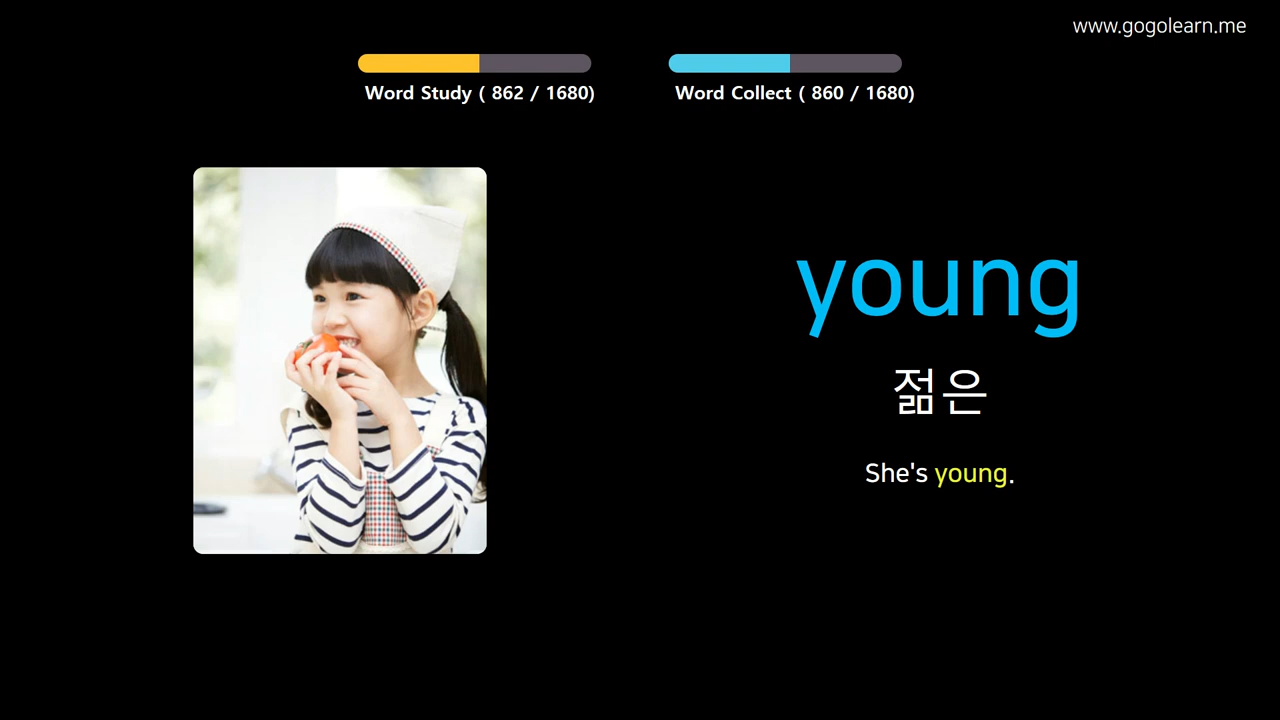 www.gogolearn.me
Word Study ( 862 / 1680)
Word Collect ( 860 / 1680)
young
젊은
She's young.